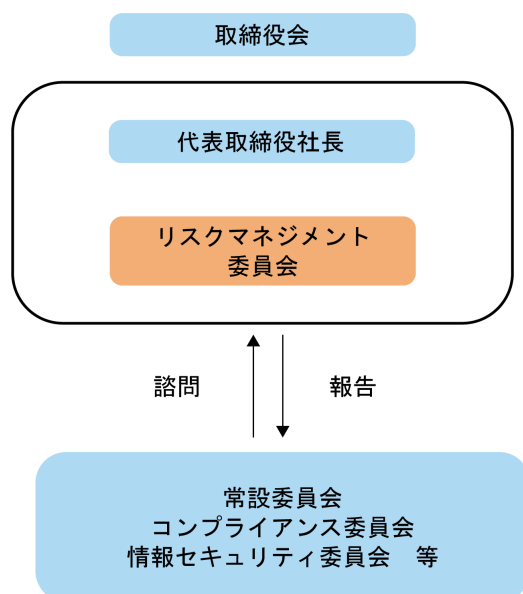 取締役会
代表取締役社長
リスクマネジメント
委員会
諮問
報告
常設委員会
コンプライアンス委員会
情報セキュリティ委員会　等